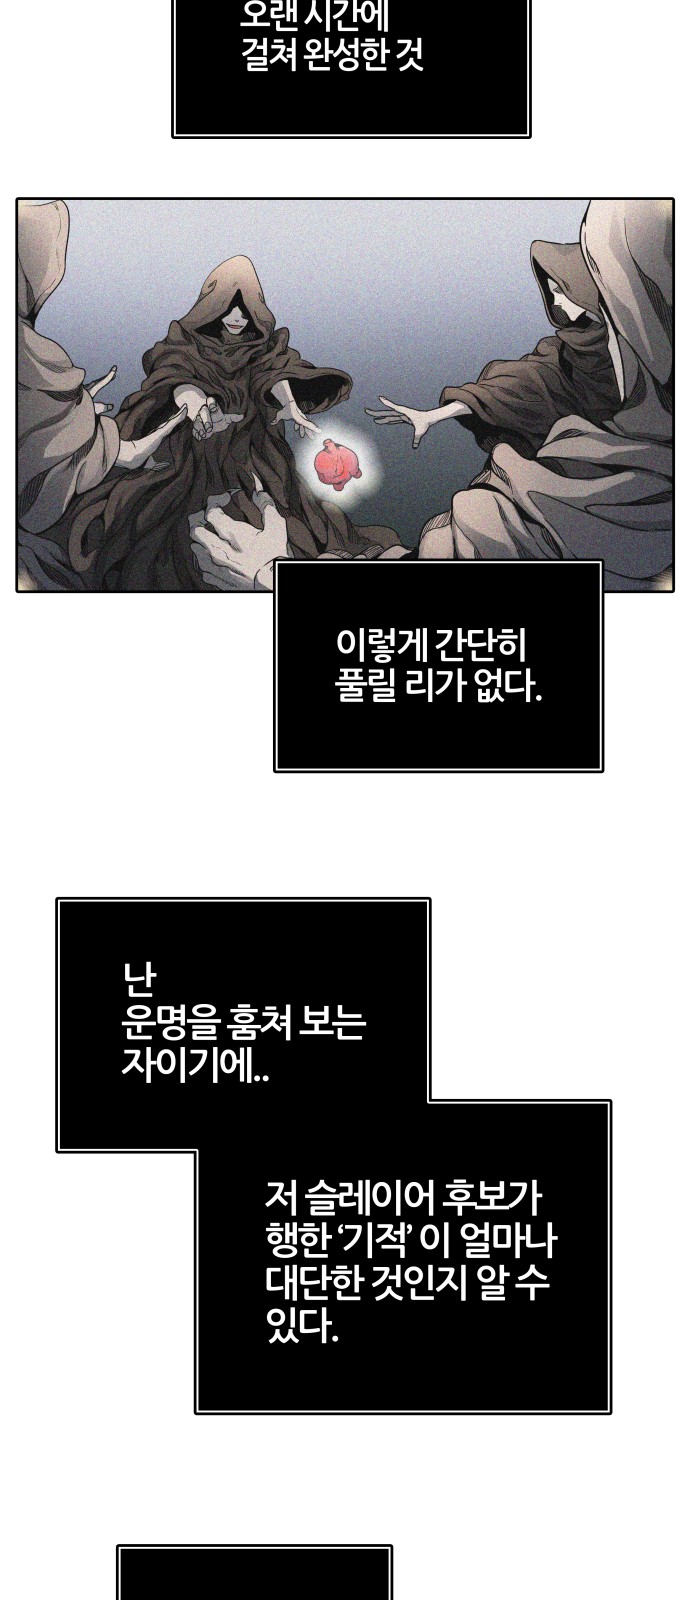 오랜 시간에
걸쳐 완성한 것
이렇게 간단히
풀릴 리가 없다.
난
운명을 훔쳐 보는
자이기에..
저 슬레이어 후보가
행한 ‘기적’ 이 얼마나
대단한 것인지 알 수
있다.